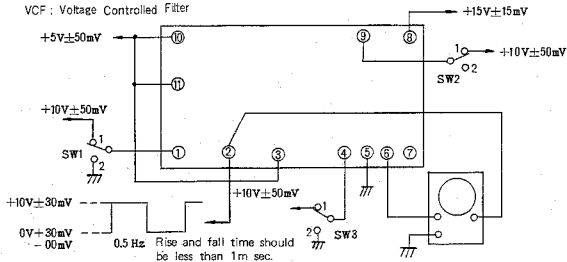 VCF : Voltage Controlled Filter
+15V±15mV
+5V±50mV
⑩
⑨
⑧
1
+10V±50mV
2
SW2
⑪
+10V±50mV
1
SW1
2
①
②
③
④
⑤
⑥
⑦
+10V±50mV
1
2
SW3
+10V±30mV
0V+30mV
-00mV
0.5 Hz
Rise and fall time should
be less than 1m sec.